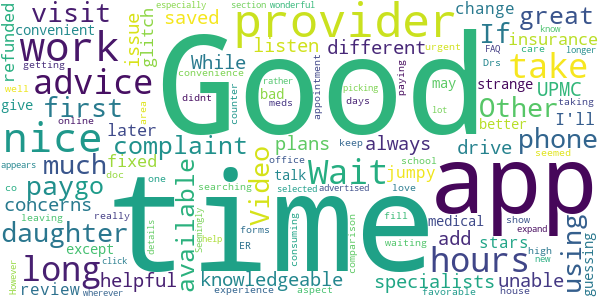 especially section wonderful
refunded visit saved provider change great
convenient issue glitch listen different If insurance know
work While strange FAQ care longer
getting Good urgent Drs
advice didnt convenience counter bad rather meds picking days appointment paying may lot take UPMC
first Other taking
well give later plans always better I'll
nice online complaint phone
area Video Wait drive
appears much fixed available talk office keep school seemed
co paygo doc searching jumpy app
concerns one selected advertised love
leaving except time medical show using
daughter really Seemingly forms consuming comparison fill hours add expand unable guessing
However long details help ER waiting stars high new
click helpful knowledgeable specialists house
review wherever experience aspect favorable possible